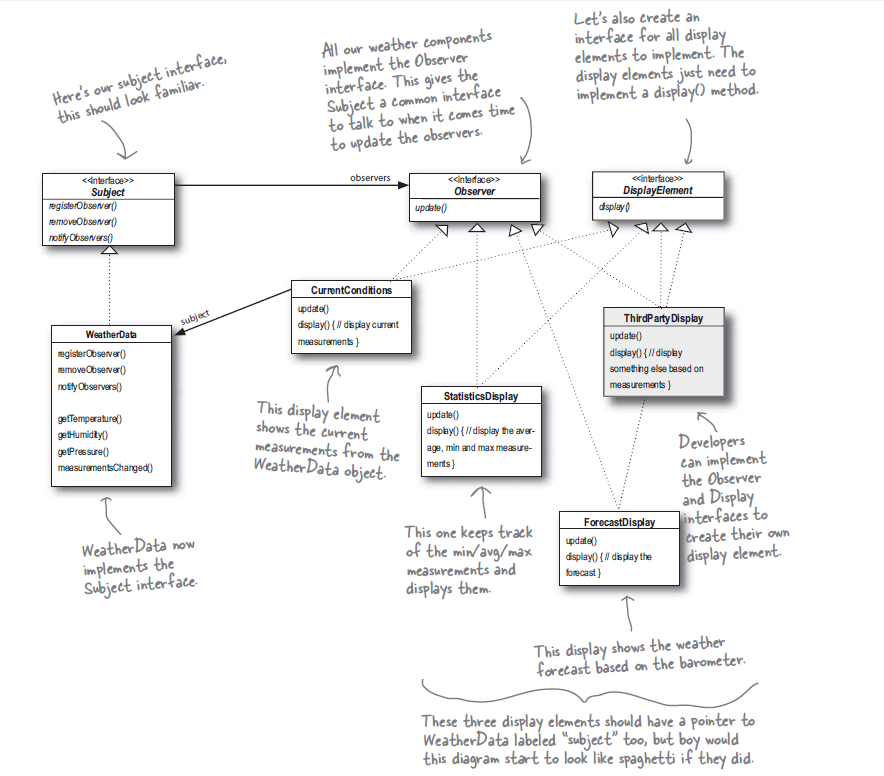 Here's our subject interface,
this should look familiar.
All our weather components
implement the Observer
interface. This gives the
Subject a common interface
to talk to when it comes time
to update the observers.
Let's also create an
interface for all display
elements to implement. The
display elements just need to
implement a display() method.
<<interface>>
Subject
registerObserver()
removeObserver()
notifyObservers()
observers
<<interface>>
Observer
update()
<<interface>>
DisplayElement
display()
subject
WeatherData
registerObserver()
removeObserver()
notifyObservers()
getTemperature()
getHumidity()
getPressure()
measurementsChanged()
CurrentConditions
update()
display() { // display current
measurements }
ThirdPartyDisplay
update()
display() { // display
something else based on
measurements }
StatisticsDisplay
update()
display() { // display the aver-
age, min and max measure-
ments }
This display element
shows the current
measurements from the
WeatherData object.
Developers
can implement
the Observer
and Display
interfaces to
create their own
display element.
ForecastDisplay
update()
display() { // display the
forecast }
WeatherData now
implements the
Subject interface.
This one keeps track
of the min/avg/max
measurements and
displays them.
This display shows the weather
forecast based on the barometer.
These three display elements should have a pointer to
WeatherData labeled "subject" too, but boy would
this diagram start to look like spaghetti if they did.